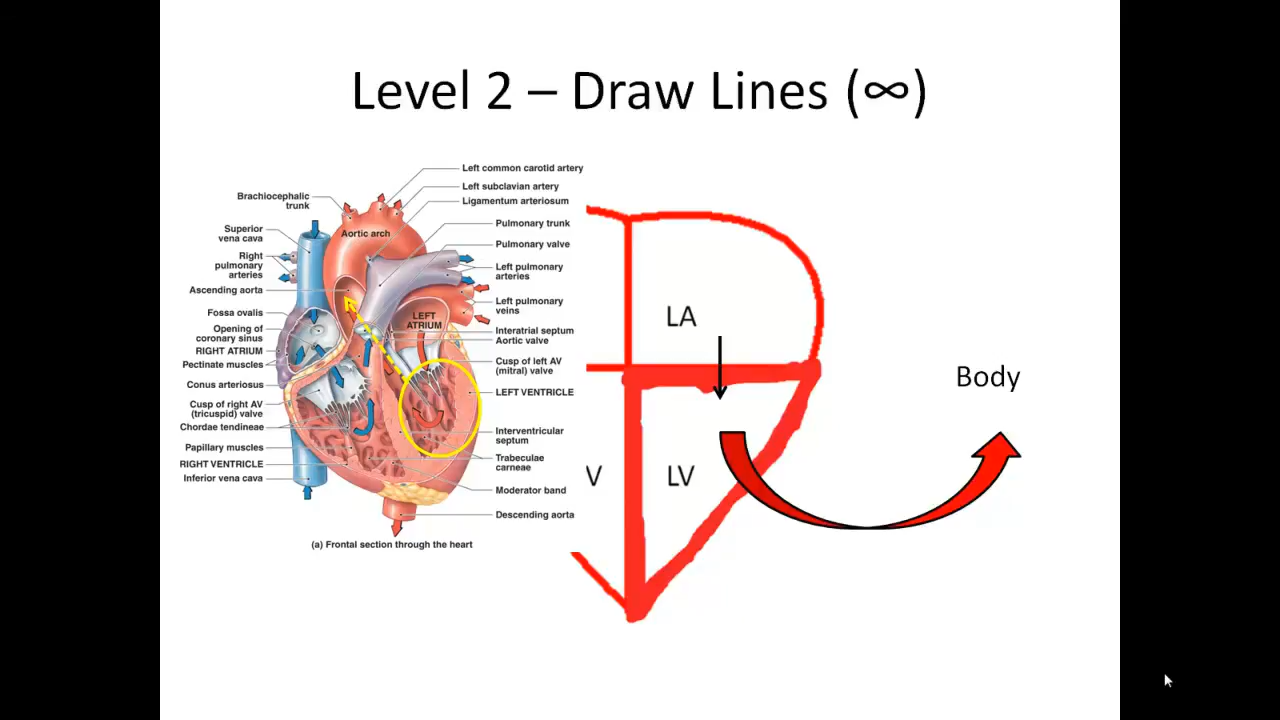 Level 2 – Draw Lines (∞)
Left common carotid artery
Left subclavian artery
Ligamentum arteriosum
Pulmonary trunk
Pulmonary valve
Left pulmonary
arteries
Left pulmonary
veins
Interatrial septum
Aortic valve
Cusp of left AV
(mitral) valve
LEFT VENTRICLE
Interventricular
septum
Trabeculae
carneae
Moderator band
Descending aorta
Brachiocephalic
trunk
Superior
vena cava
Right
pulmonary
arteries
Ascending aorta
Fossa ovalis
Opening of
coronary sinus
RIGHT ATRIUM
Pectinate muscles
Conus arteriosus
Cusp of right AV
(tricuspid) valve
Chordae tendineae
Papillary muscles
RIGHT VENTRICLE
Inferior vena cava
Aortic arch
LEFT
ATRIUM
(a) Frontal section through the heart
LA
V
LV
Body